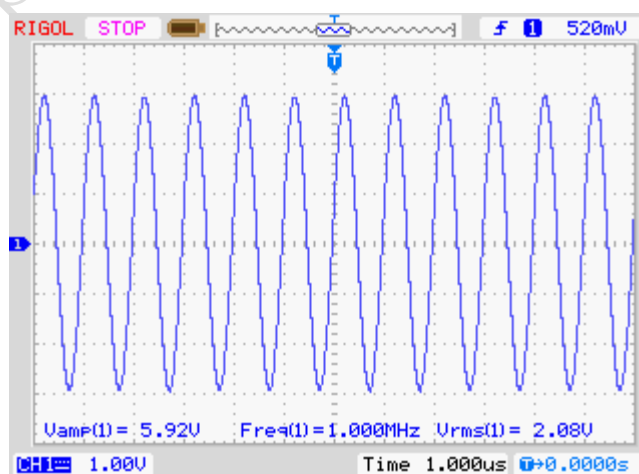 RIGOL STOP T 1 520mV
T
1
Vamp(1)= 5.92V Freq(1)=1.000MHz Vrms(1)= 2.08V
CH1 1.00V Time 1.000us T→0.0000s